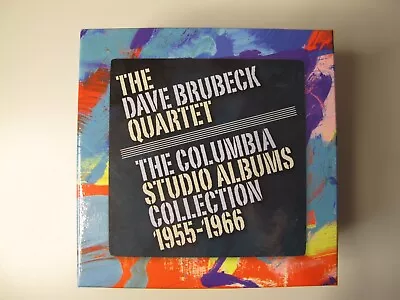 THE
DAVE BRUBECK
QUARTET
THE COLUMBIA
STUDIO ALBUMS
COLLECTION
1955-1966